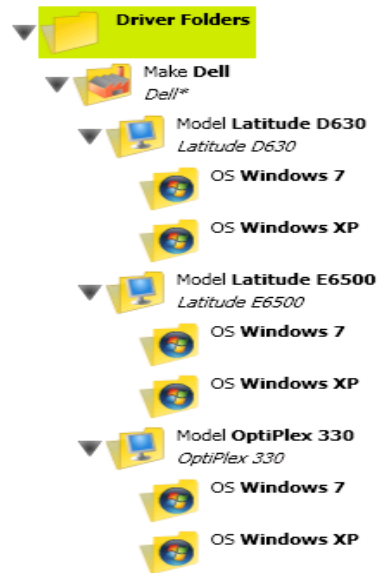 Driver Folders
Make Dell
Dell*
Model Latitude D630
Latitude D630
OS Windows 7
OS Windows XP
Model Latitude E6500
Latitude E6500
OS Windows 7
OS Windows XP
Model OptiPlex 330
OptiPlex 330
OS Windows 7
OS Windows XP